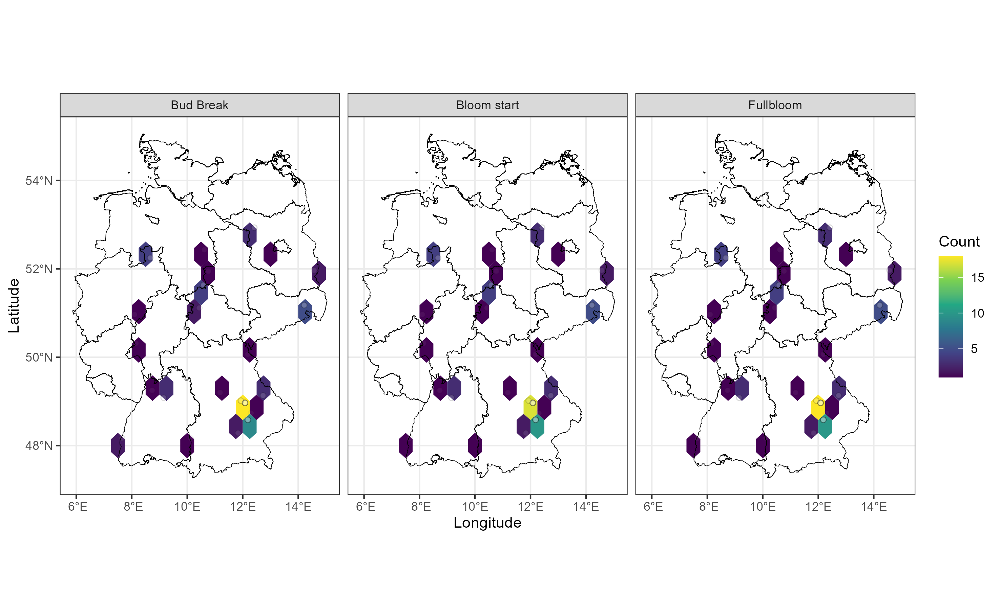 Bud Break
Bloom start
Fullbloom
54°N
52°N
50°N
48°N
Latitude
6°E 8°E 10°E 12°E 14°E
6°E 8°E 10°E 12°E 14°E
6°E 8°E 10°E 12°E 14°E
Longitude
Count
15
10
5